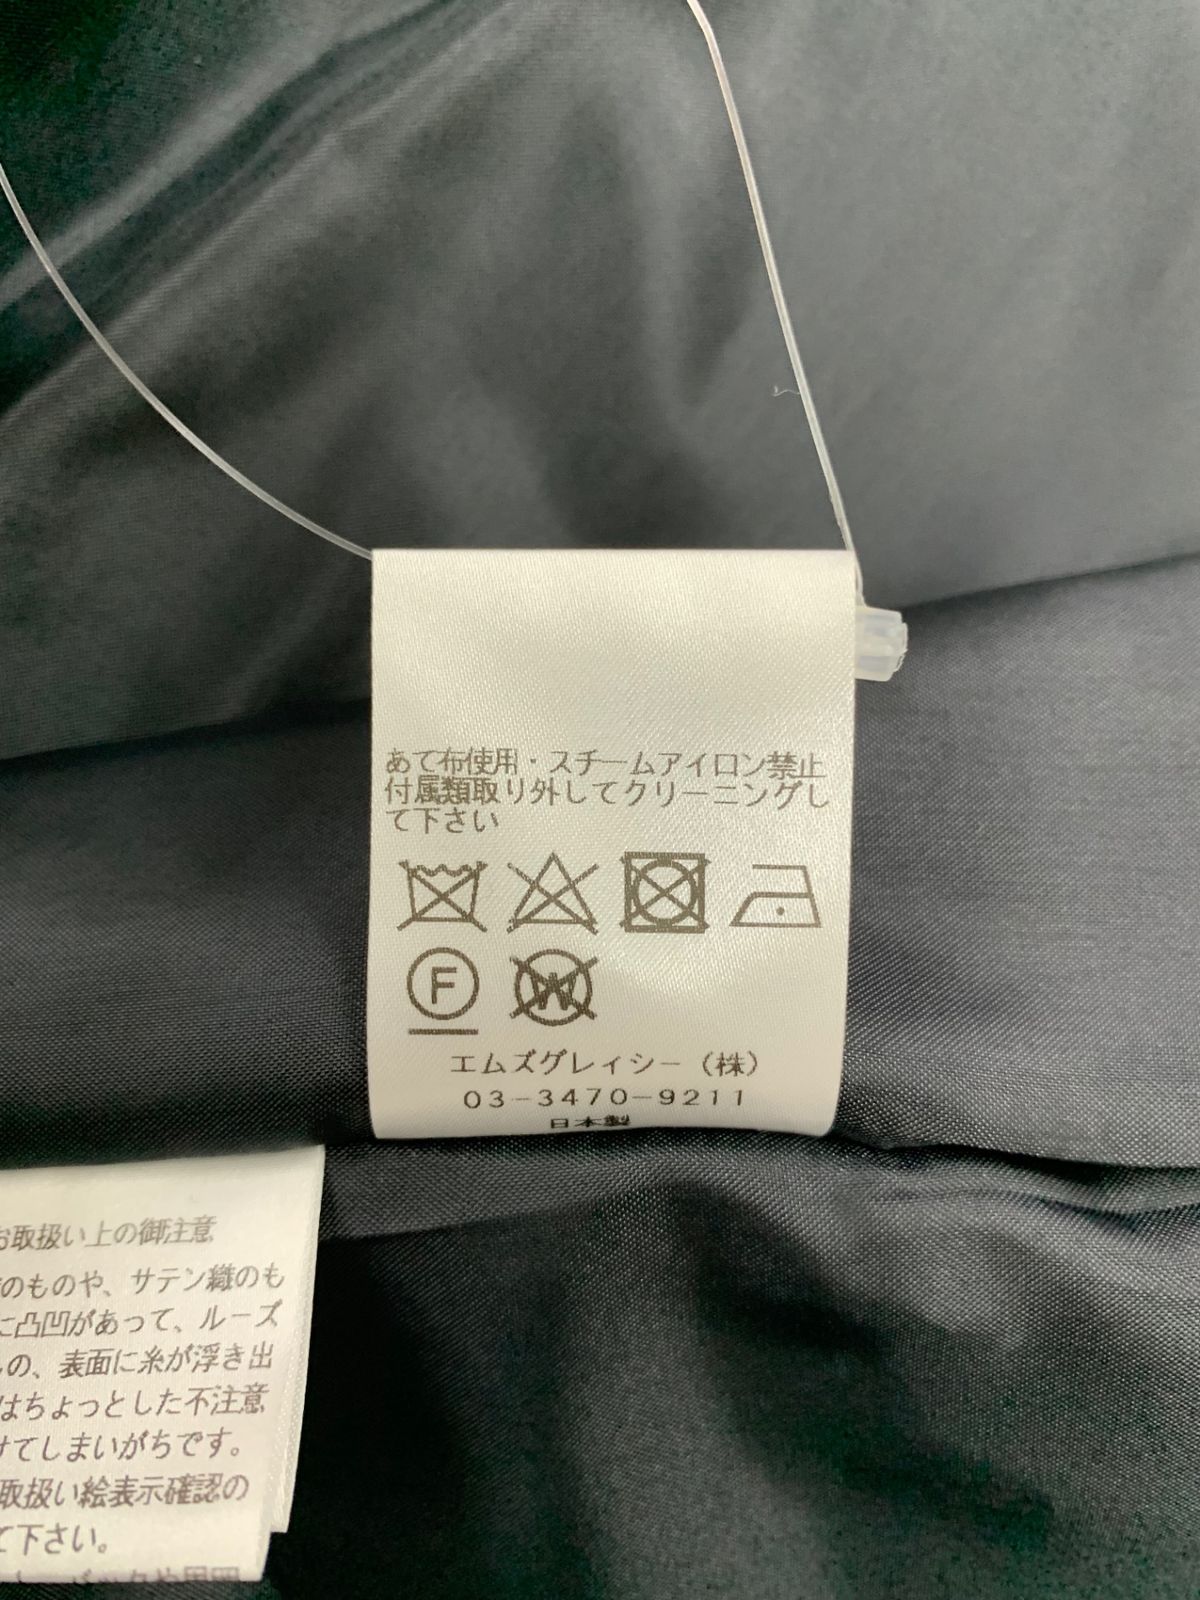 あて布使用・スチームアイロン禁止
付属類取り外してクリーニングし
て下さい
F
W
エムズグレィシー（株）
03-3470-9211
日本製
お取扱い上の御注意
のものや、サテン織のも
に凸凹があって、ルーズ
の、表面に糸が浮き出
はちょっとした不注意
けてしまいがちです。
取扱い絵表示確認の
て下さい。